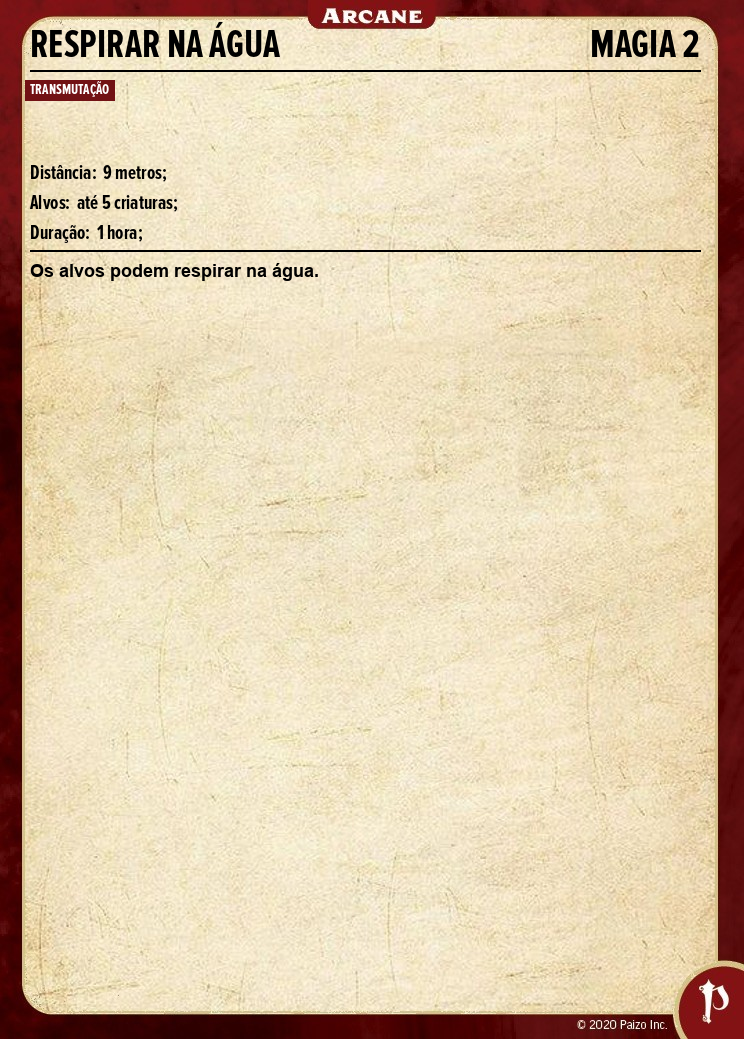 ARCANE
RESPIRAR NA ÁGUA MAGIA 2
TRANSMUTAÇÃO
Distância: 9 metros;
Alvos: até 5 criaturas;
Duração: 1 hora;
Os alvos podem respirar na água.
© 2020 Paizo Inc.
P